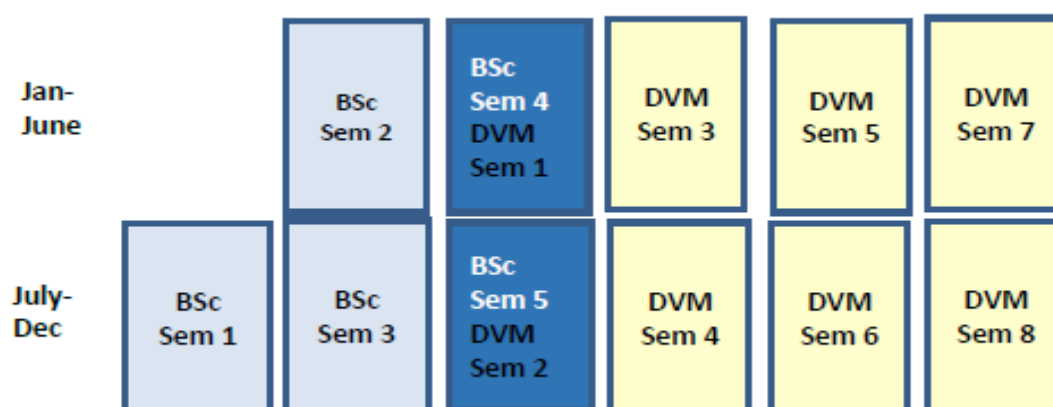 Jan-
June
BSc
Sem 2
BSc
Sem 4
DVM
Sem 1
DVM
Sem 3
DVM
Sem 5
DVM
Sem 7
July-
Dec
BSc
Sem 1
BSc
Sem 3
BSc
Sem 5
DVM
Sem 2
DVM
Sem 4
DVM
Sem 6
DVM
Sem 8